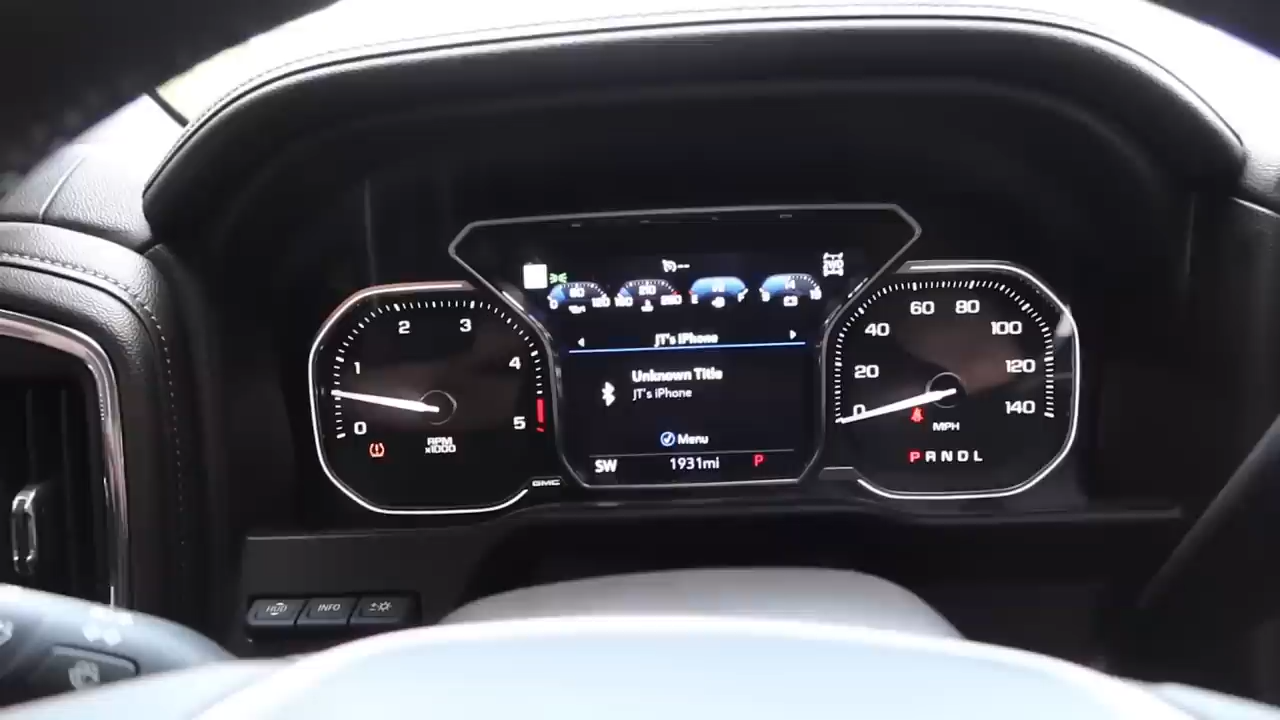 2WD
JT's iPhone
Unknown Title
JT's iPhone
Menu
SW 1931mi P
0 1 2 3 4 5
RPM
x1000
GMC
0 20 40 60 80 100 120 140
MPH
P R N D L
HUD INFO